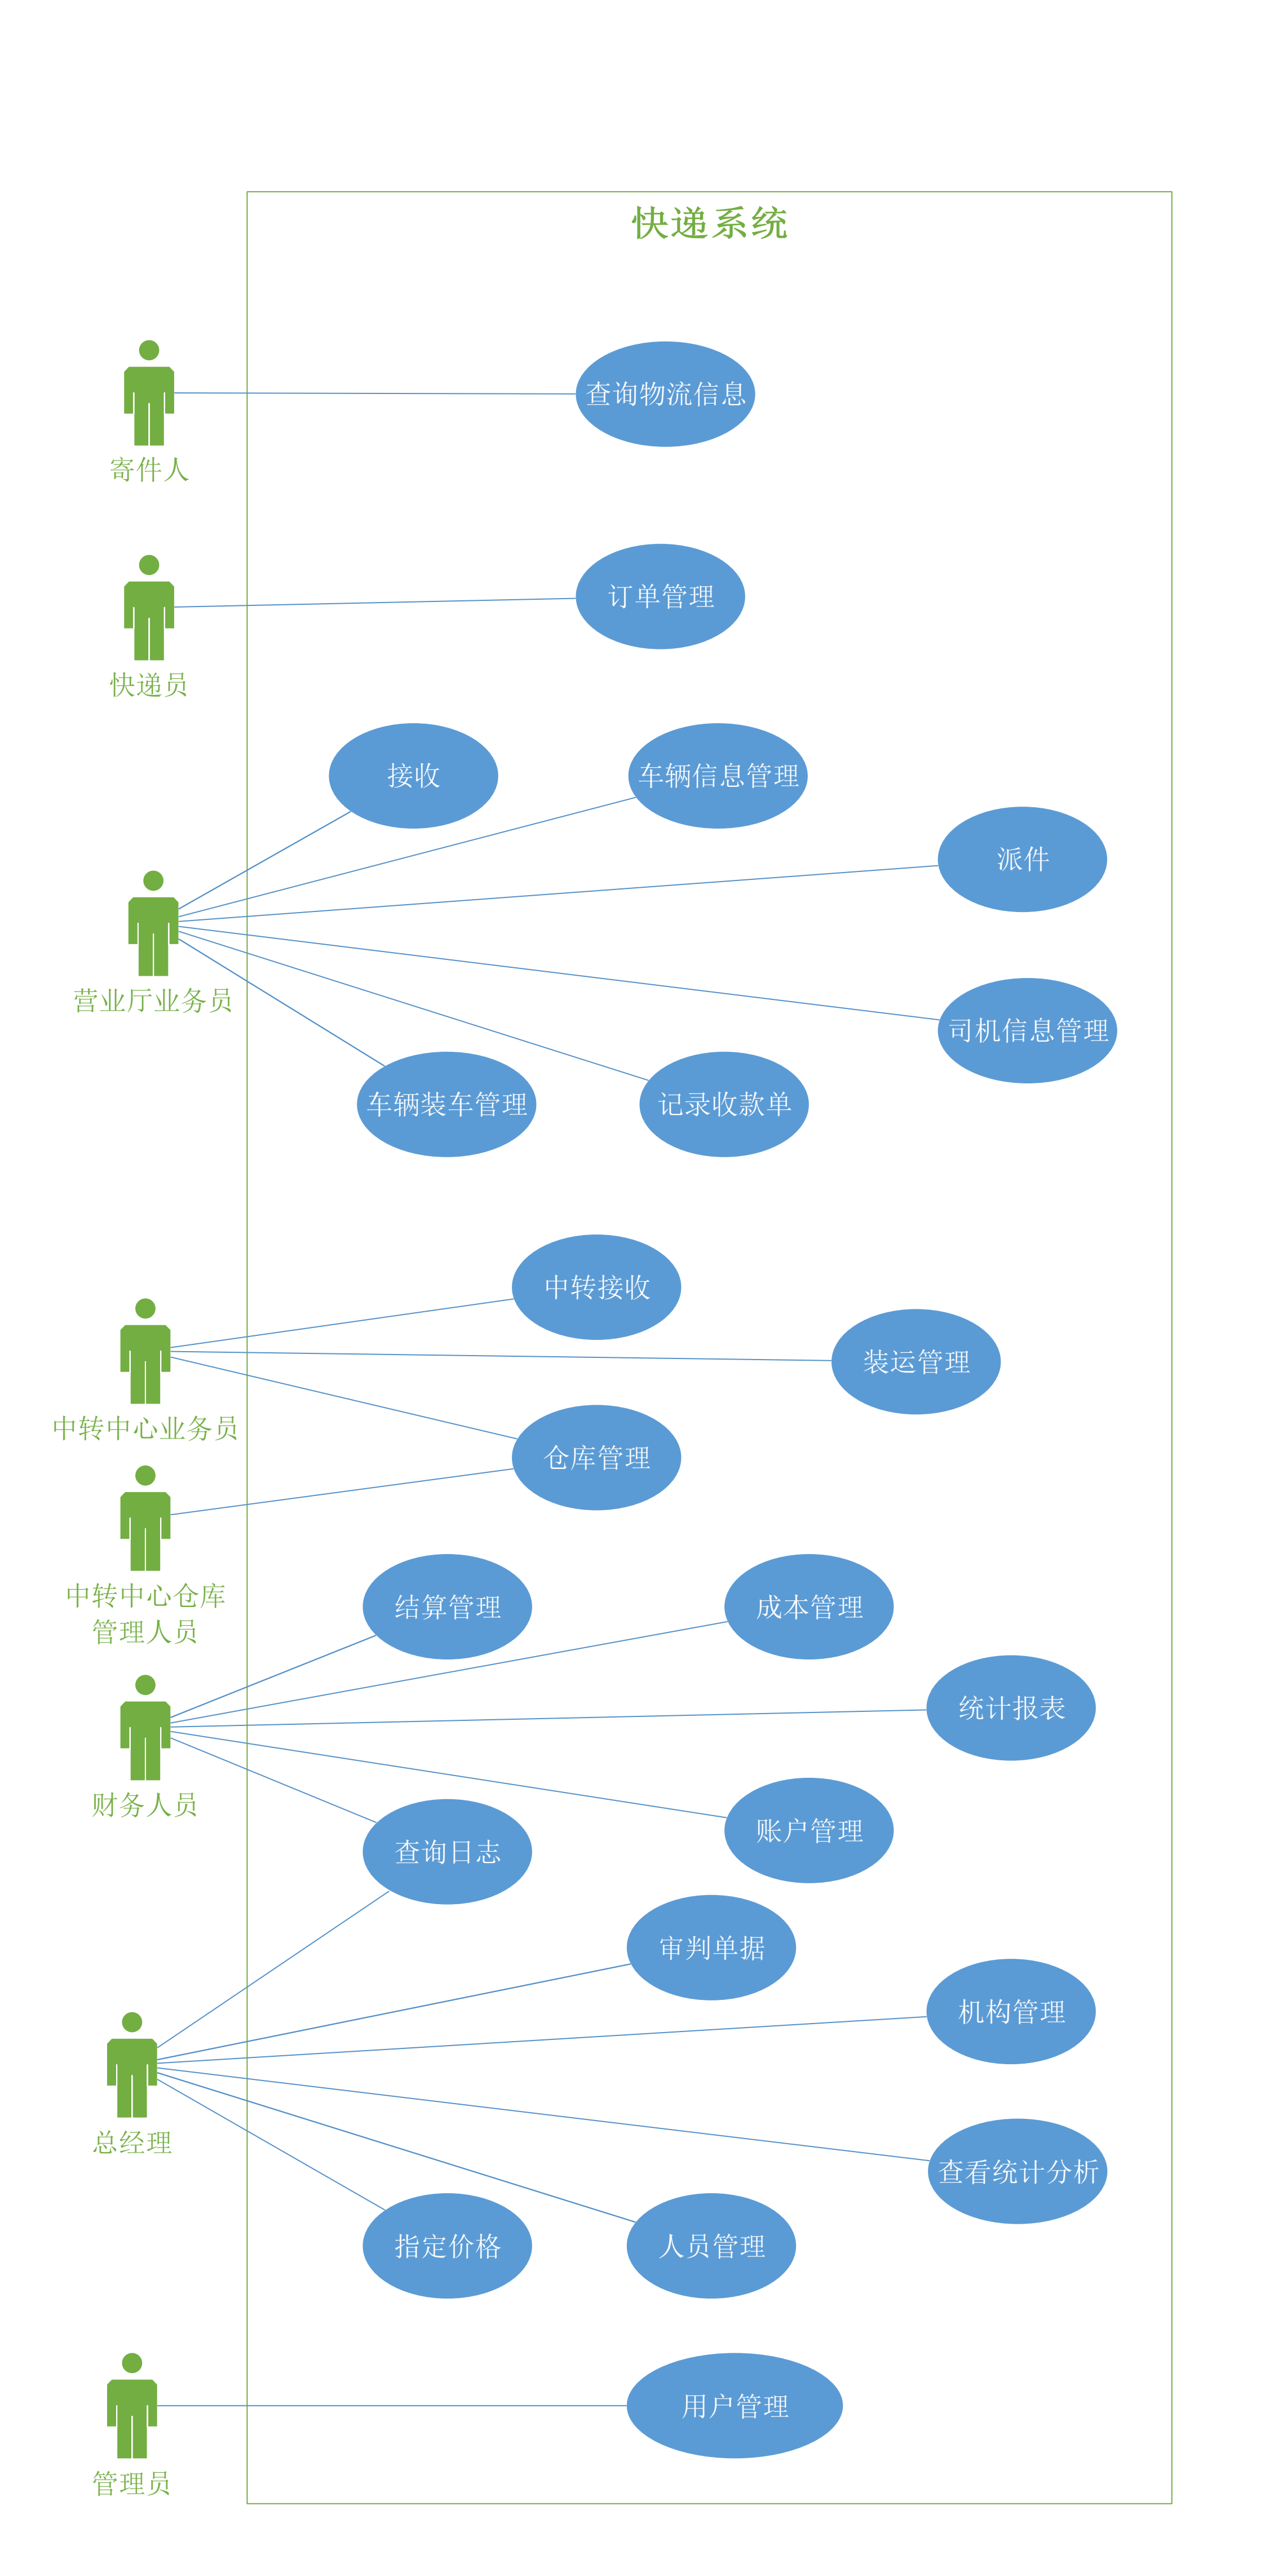 快递系统
查询物流信息
寄件人
订单管理
快递员
接收
车辆信息管理
派件
营业厅业务员
司机信息管理
车辆装车管理
记录收款单
中转接收
装运管理
中转中心业务员
仓库管理
中转中心仓库
管理人员
结算管理
成本管理
统计报表
财务人员
账户管理
查询日志
审判单据
机构管理
总经理
查看统计分析
指定价格
人员管理
用户管理
管理员